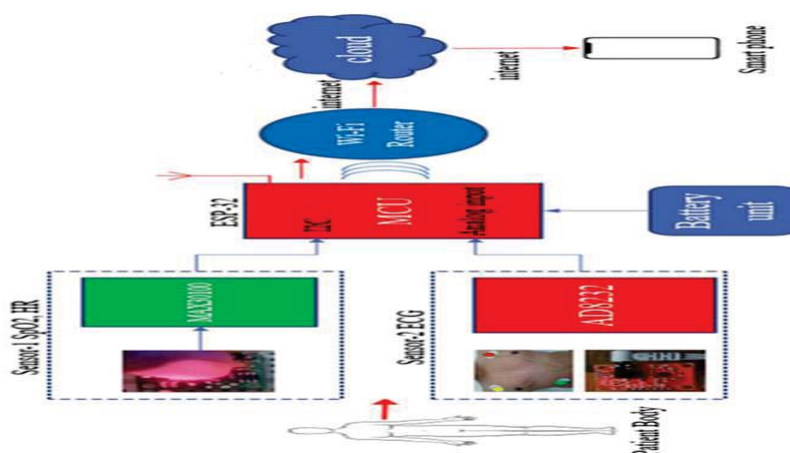 Patient Body
Sensor-2 ECG
AD8232
Sensor-1 SpO2, HR
MAX30100
Battery
unit
ESP-32
Analog input
MCU
I2C
Wi-Fi
Router
internet
cloud
internet
Smart phone